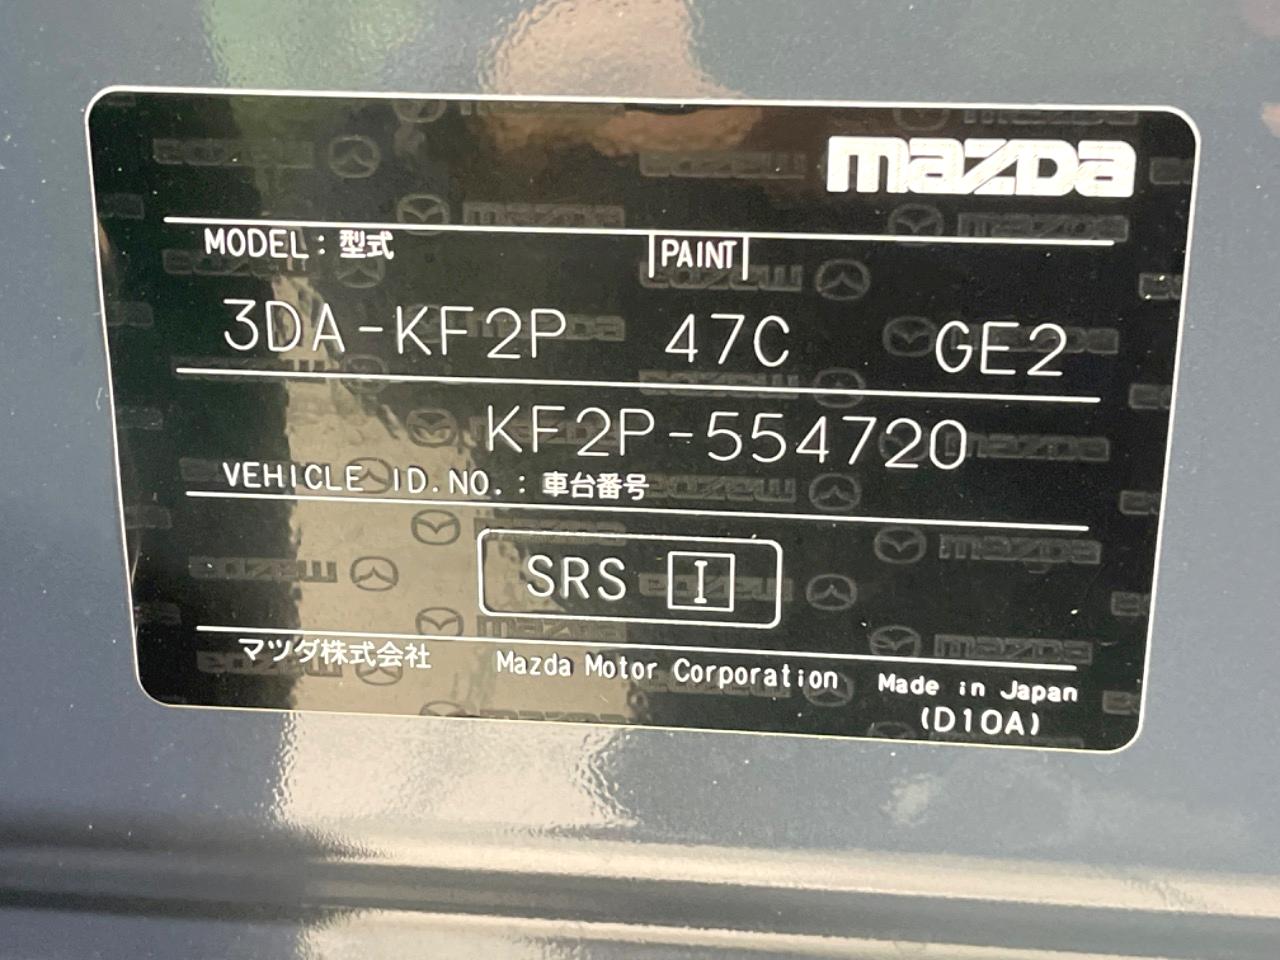 mazda
MODEL : 型式 PAINT
3DA-KF2P 47C GE2
KF2P-554720
VEHICLE ID.NO. : 車台番号
SRS I
マツダ株式会社 Mazda Motor Corporation Made in Japan
(D10A)